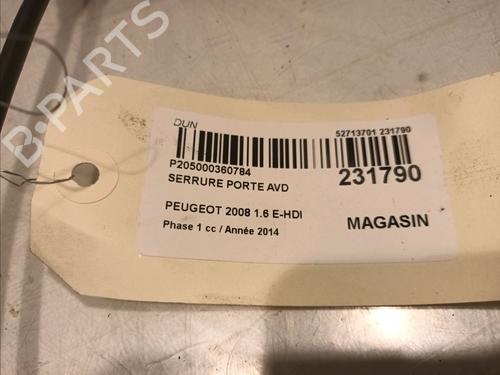 B-PARTS
DUN
52713701 231790
P205000360784
SERRURE PORTE AVD
231790
PEUGEOT 2008 1.6 E-HDI
MAGASIN
Phase 1 cc / Année 2014